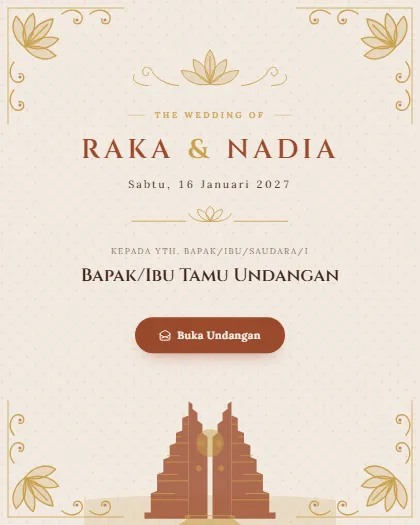 THE WEDDING OF
RAKA & NADIA
Sabtu, 16 Januari 2027
KEPADA YTH. BAPAK/IBU/SAUDARA/I
Bapak/Ibu Tamu Undangan
Buka Undangan